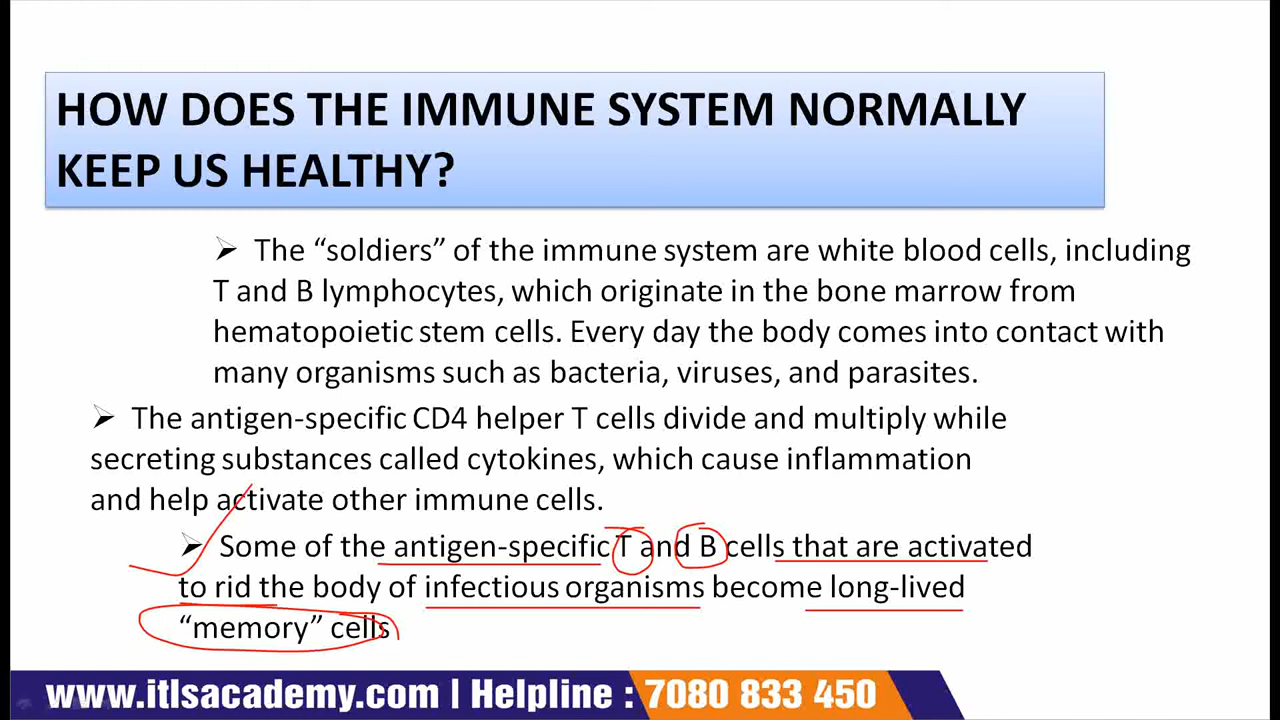 HOW DOES THE IMMUNE SYSTEM NORMALLY
KEEP US HEALTHY?
➢ The “soldiers” of the immune system are white blood cells, including
T and B lymphocytes, which originate in the bone marrow from
hematopoietic stem cells. Every day the body comes into contact with
many organisms such as bacteria, viruses, and parasites.
➢ The antigen-specific CD4 helper T cells divide and multiply while
secreting substances called cytokines, which cause inflammation
and help activate other immune cells.
➢ Some of the antigen-specific T and B cells that are activated
to rid the body of infectious organisms become long-lived
“memory” cells
www.itlsacademy.com | Helpline : 7080 833 450